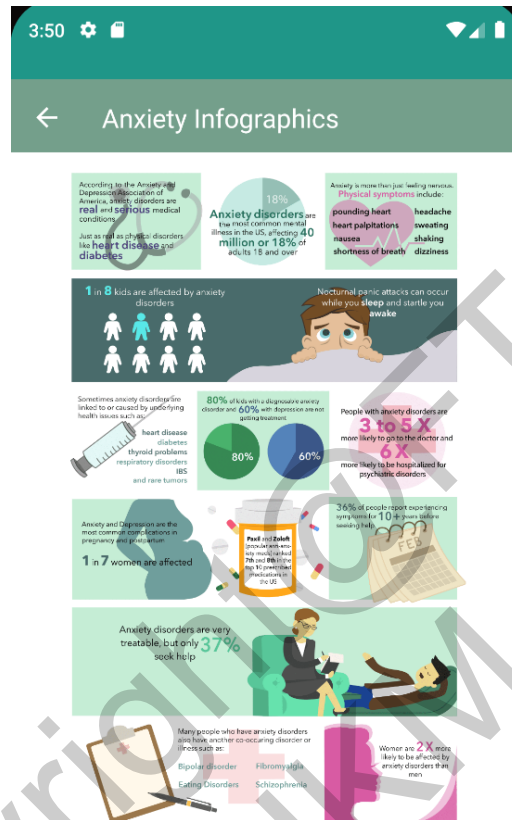 3:50
Anxiety Infographics
According to the Anxiety and
Depression Association of
America, anxiety disorders are
real and serious medical
conditions.
Just as real as physical disorders
like heart disease and
diabetes
18%
Anxiety disorders are
the most common mental
illness in the US, affecting 40
million or 18% of
adults 18 and over
Anxiety is more than just feeling nervous.
Physical symptoms include:
pounding heart headache
heart palpitations sweating
nausea shaking
shortness of breath dizziness
1 in 8 kids are affected by anxiety
disorders
Nocturnal panic attacks can occur
while you sleep and startle you
awake
Sometimes anxiety disorders are
linked to or caused by underlying
health issues such as:
heart disease
diabetes
thyroid problems
respiratory disorders
IBS
and rare tumors
80% of kids with a diagnosable anxiety
disorder and 60% with depression are not
getting treatment
80%
60%
People with anxiety disorders are
3 to 5 X
more likely to go to the doctor and
6 X
more likely to be hospitalized for
psychiatric disorders
Anxiety and Depression are the
most common complications in
pregnancy and postpartum
1 in 7 women are affected
Paxil and Zoloft
(popular anti-anx-
iety meds) ranked
7th and 8th in the
top 10 prescribed
medications in
the US
36% of people report experiencing
symptoms for 10+ years before
seeking help
FEB
Anxiety disorders are very
treatable, but only 37%
seek help
Many people who have anxiety disorders
also have another co-occuring disorder or
illness such as:
Bipolar disorder Fibromyalgia
Eating Disorders Schizophrenia
Women are 2X more
likely to be affected by
anxiety disorders than
men